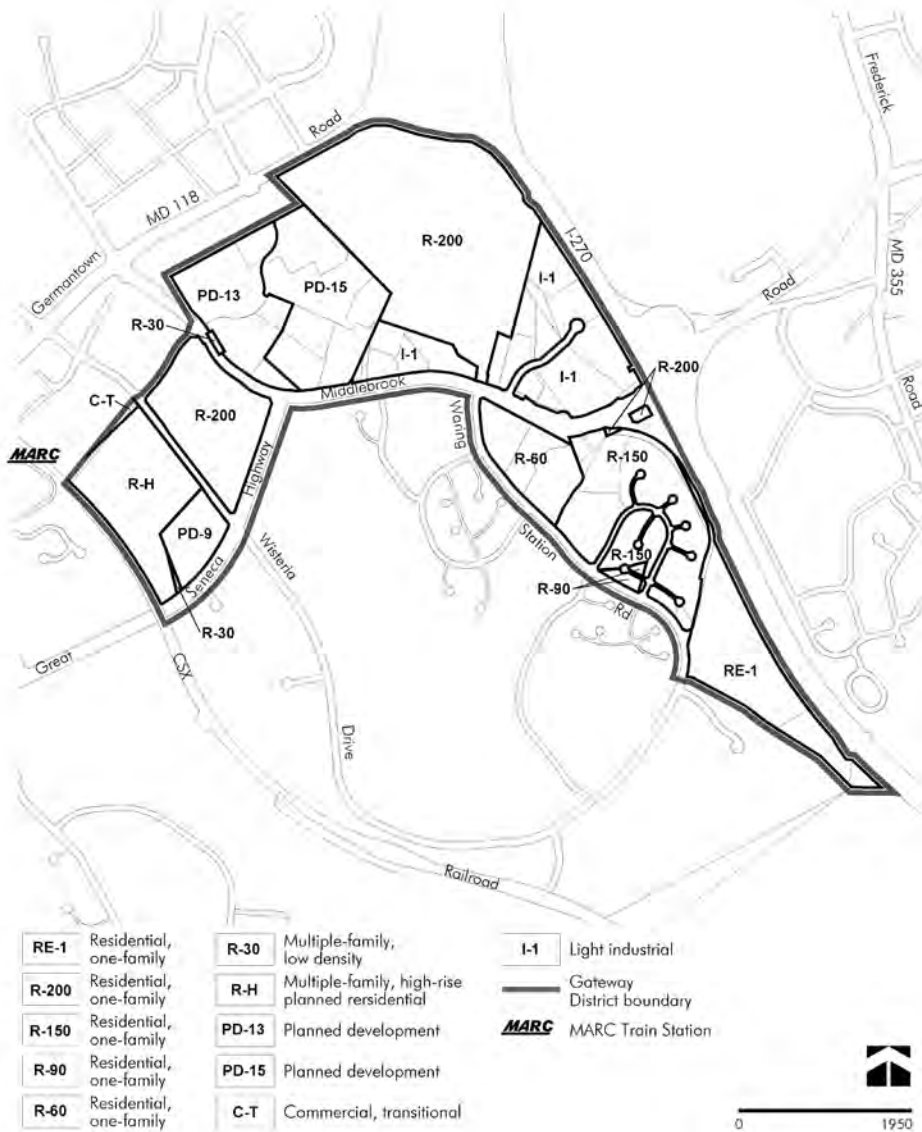 Road
Frederick
MD 118
R-200
I-270
Germantown
MD 355
PD-13
PD-15
I-1
Road
R-30
I-1
R-200
Middlebrook
I-1
C-T
R-200
Road
Waring
MARC
R-60
R-150
R-H
Highway
PD-9
Station
Wisteria
R-150
Seneca
R-90
Rd
R-30
Great
CSX
RE-1
Drive
Railroad
RE-1 Residential,
one-family
R-200 Residential,
one-family
R-150 Residential,
one-family
R-90 Residential,
one-family
R-60 Residential,
one-family
R-30 Multiple-family,
low density
R-H Multiple-family, high-rise
planned rersidential
PD-13 Planned development
PD-15 Planned development
C-T Commercial, transitional
I-1 Light industrial
Gateway
District boundary
MARC MARC Train Station
0 1950